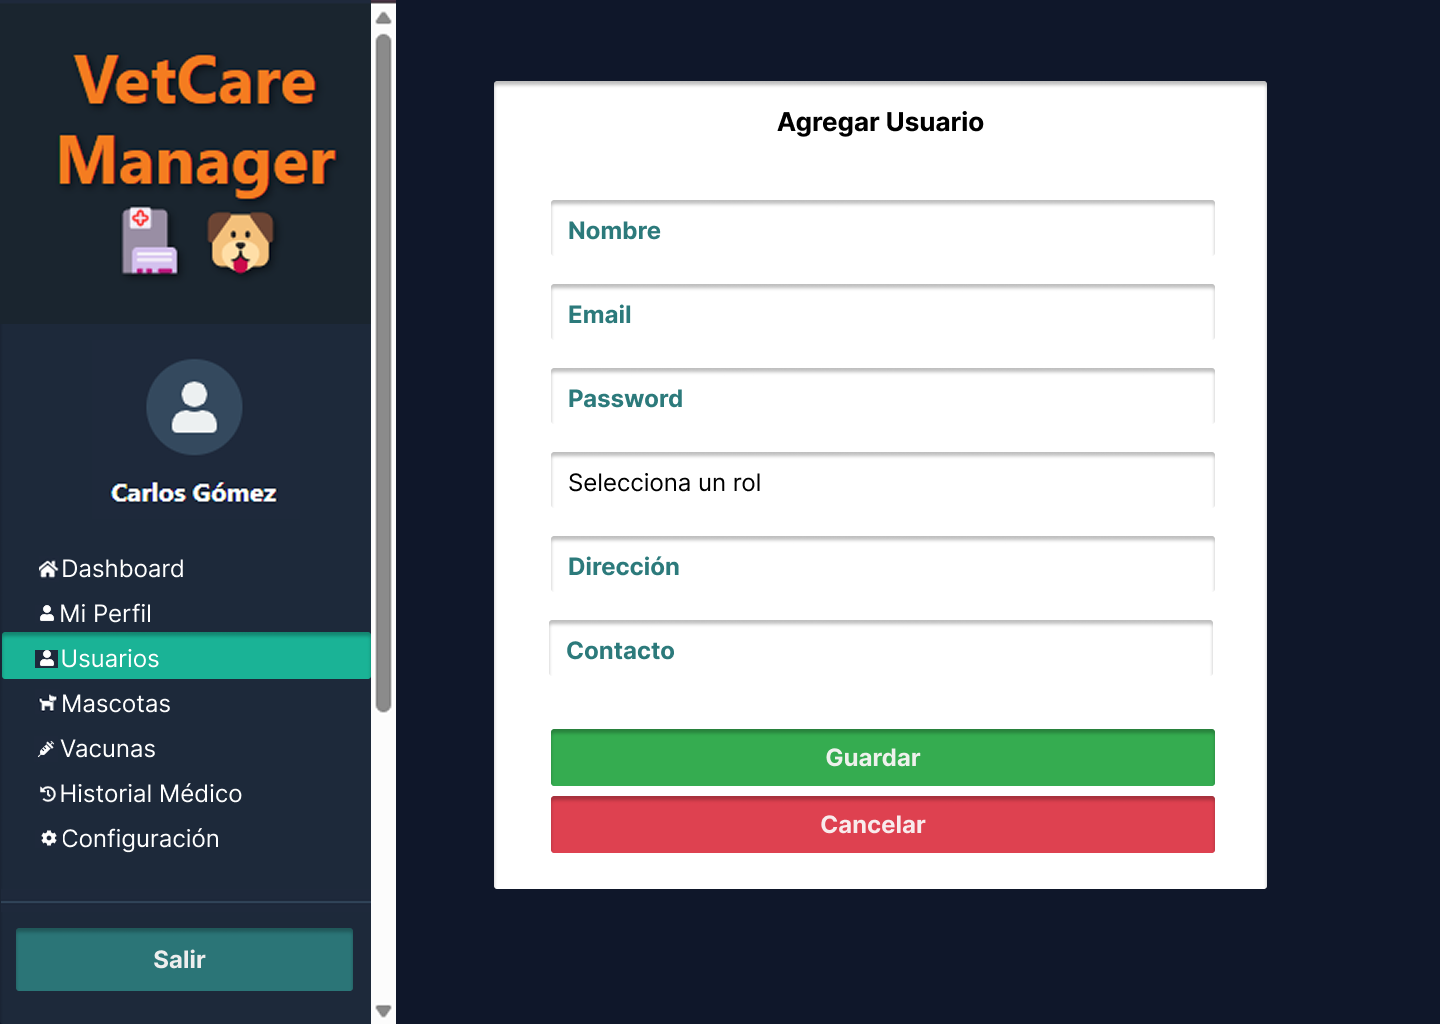 VetCare
Manager
Carlos Gómez
Dashboard
Mi Perfil
Usuarios
Mascotas
Vacunas
Historial Médico
Configuración
Salir
Agregar Usuario
Nombre
Email
Password
Selecciona un rol
Dirección
Contacto
Guardar
Cancelar